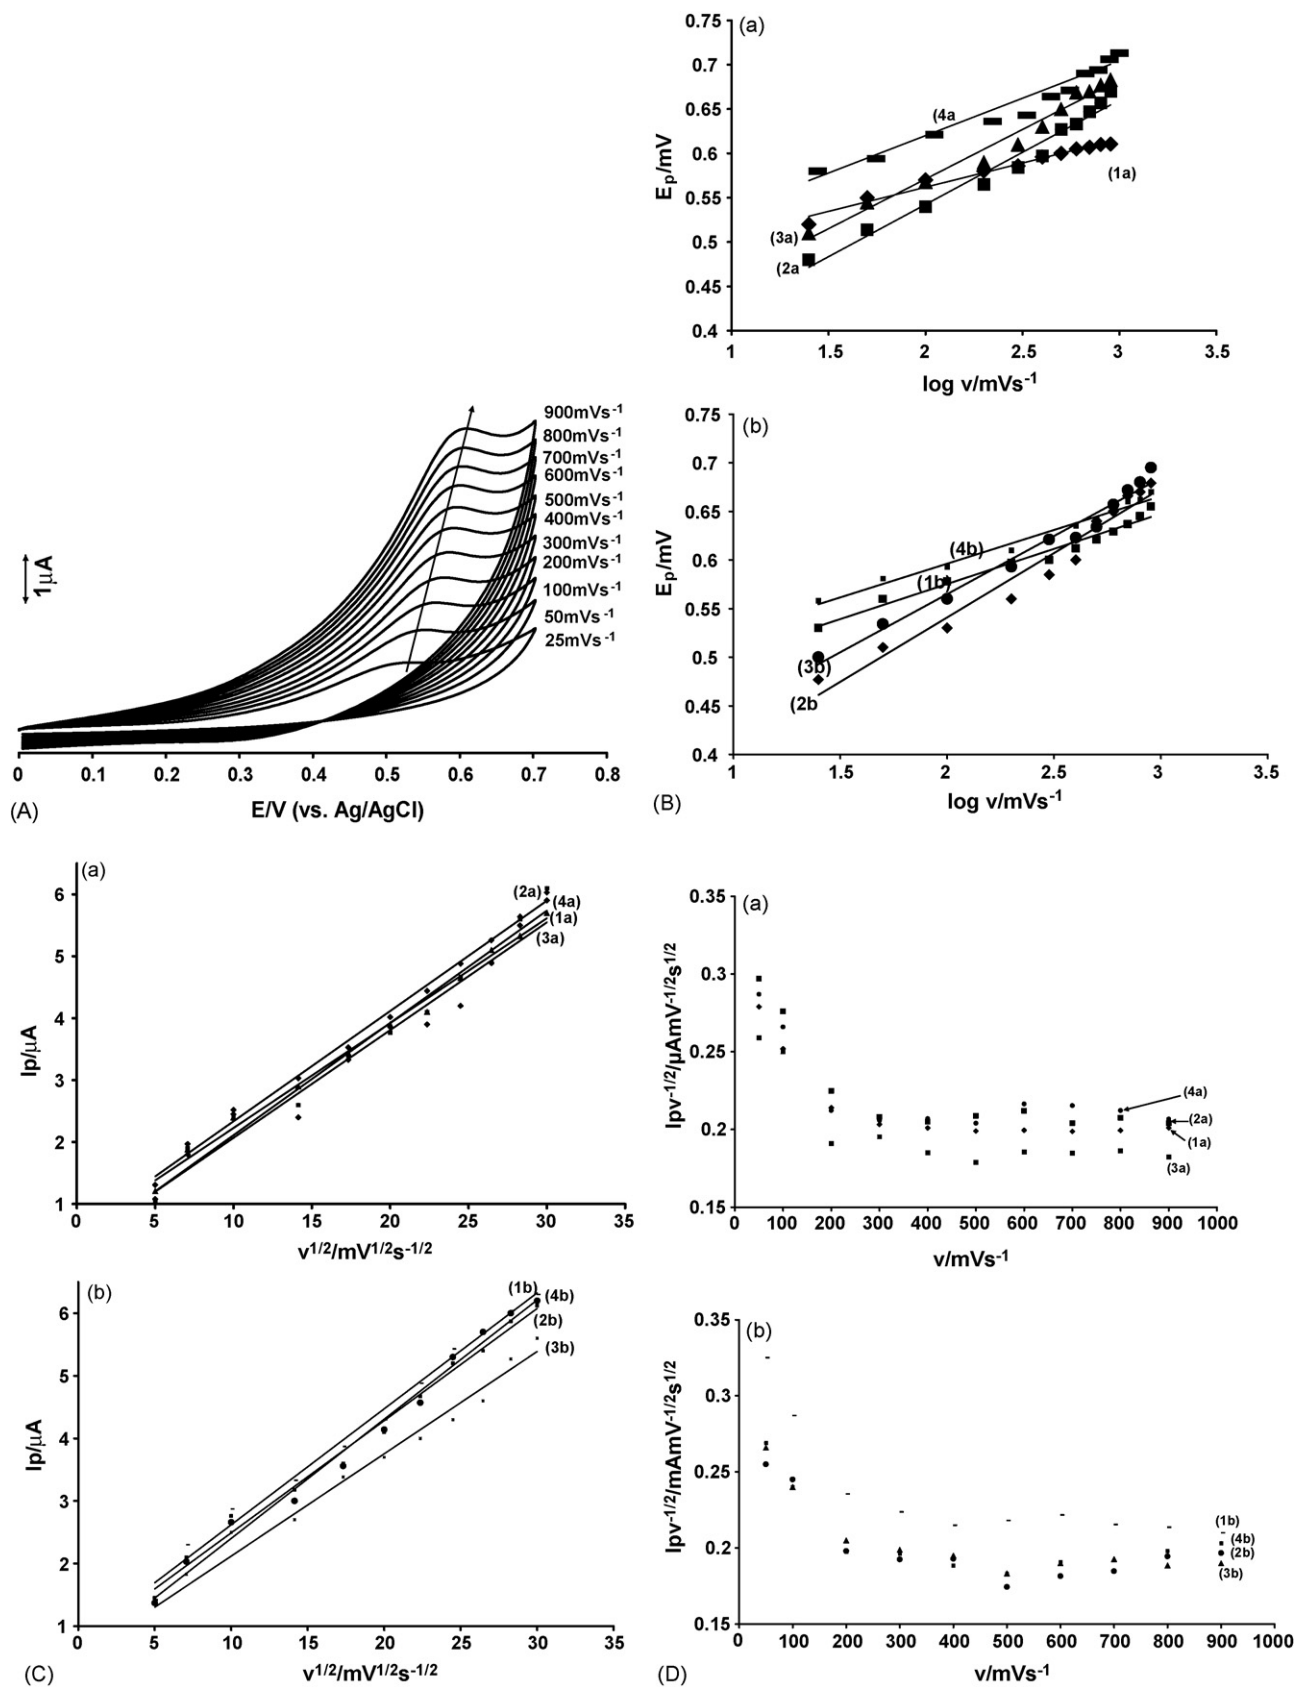 (a)
0.75
0.7
0.65
0.6
0.55
0.5
0.45
0.4
Ep/mV
(4a
(1a)
(3a)
(2a
1 1.5 2 2.5 3 3.5
log v/mVs-1
900mVs-1
800mVs-1
700mVs-1
600mVs-1
500mVs-1
400mVs-1
300mVs-1
200mVs-1
100mVs-1
50mVs-1
25mVs-1
1μA
0 0.1 0.2 0.3 0.4 0.5 0.6 0.7 0.8
E/V (vs. Ag/AgCl)
(A)
(b)
0.75
0.7
0.65
0.6
0.55
0.5
0.45
0.4
Ep/mV
(4b)
(1b)
(3b)
(2b
1 1.5 2 2.5 3 3.5
log v/mVs-1
(B)
(a)
6
5
4
3
2
1
Ip/μA
(2a)
(4a)
(1a)
(3a)
0 5 10 15 20 25 30 35
v1/2/mV1/2s-1/2
(b)
6
5
4
3
2
1
Ip/μA
(1b)
(4b)
(2b)
(3b)
0 5 10 15 20 25 30 35
v1/2/mV1/2s-1/2
(C)
(a)
0.35
0.3
0.25
0.2
0.15
Ipv-1/2/μAmV-1/2s1/2
(4a)
(2a)
(1a)
(3a)
0 100 200 300 400 500 600 700 800 900 1000
v/mVs-1
(b)
0.35
0.3
0.25
0.2
0.15
Ipv-1/2/mAmV-1/2s1/2
(1b)
(4b)
(2b)
(3b)
0 100 200 300 400 500 600 700 800 900 1000
v/mVs-1
(D)